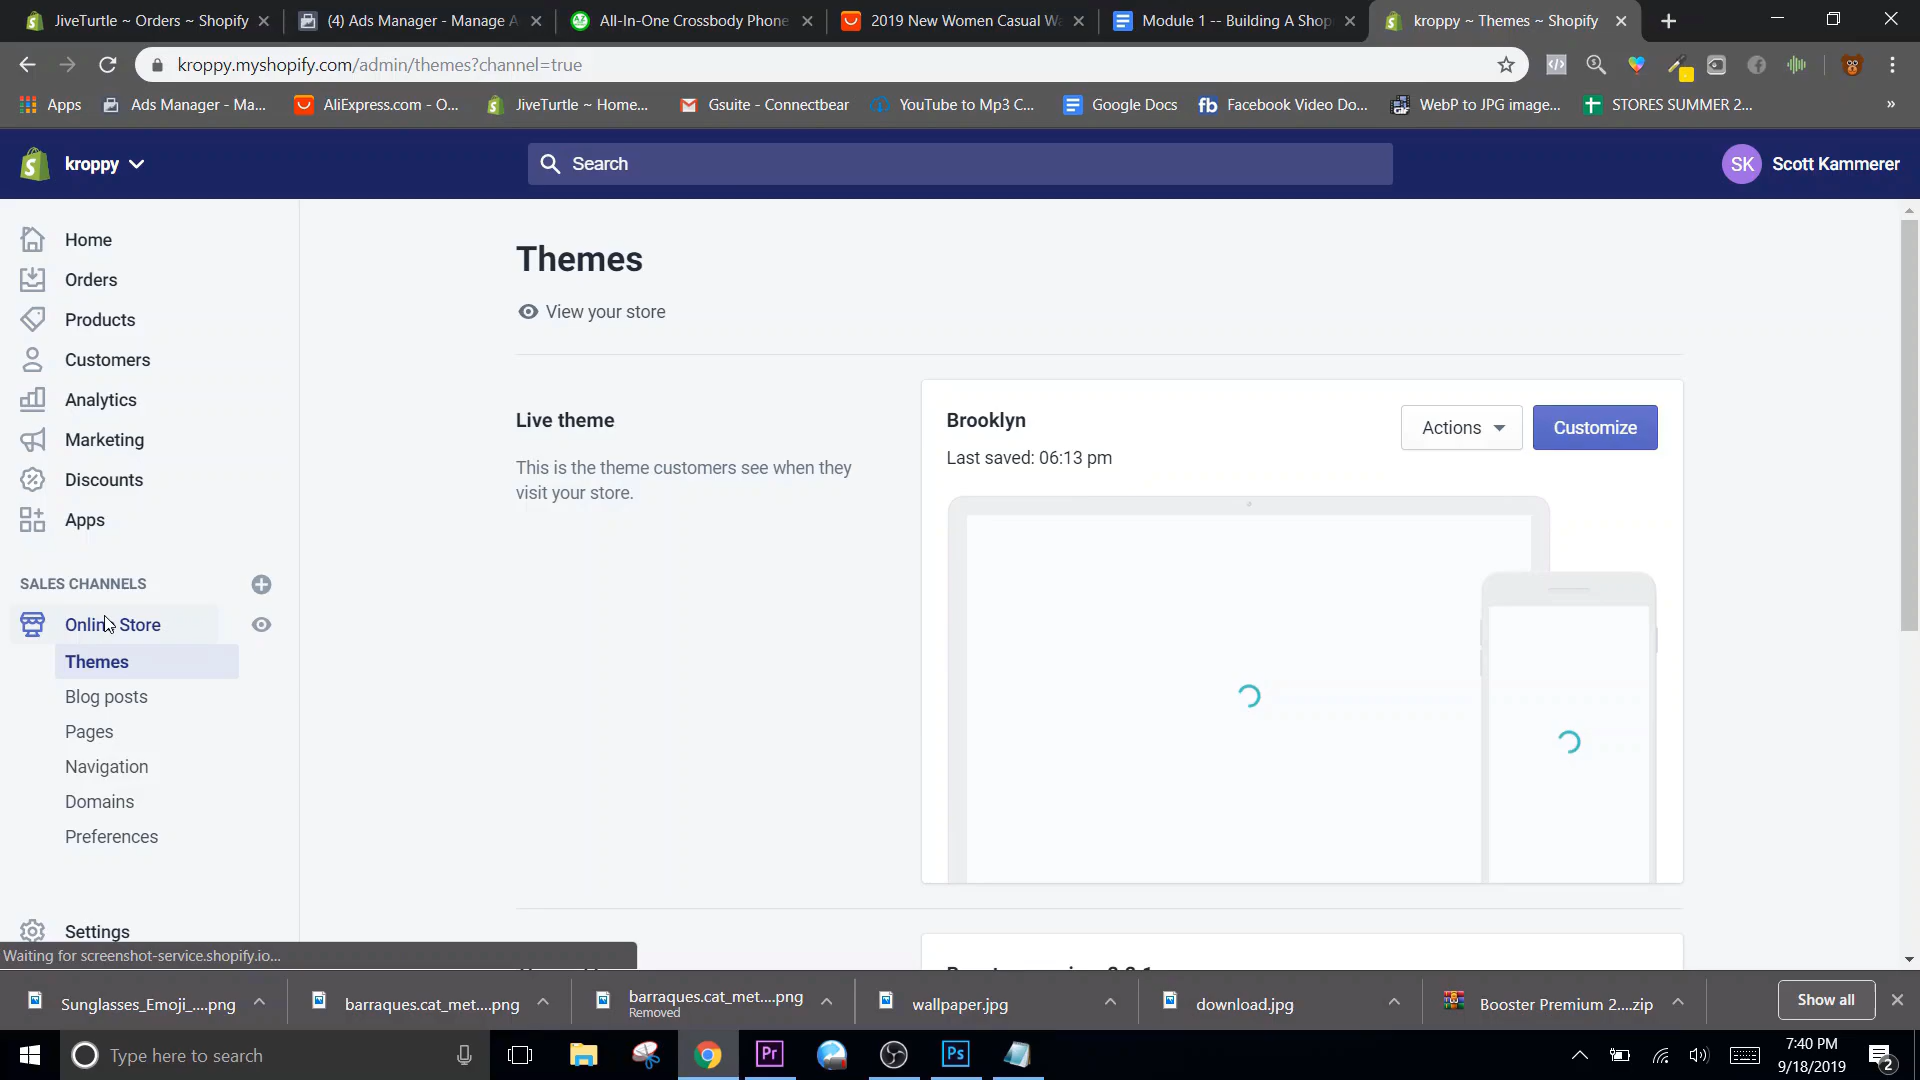 JiveTurtle ~ Orders ~ Shopify
(4) Ads Manager - Manage A
All-In-One Crossbody Phone
2019 New Women Casual Wa
Module 1 -- Building A Shop
kroppy ~ Themes ~ Shopify
kroppy.myshopify.com/admin/themes?channel=true
Apps
Ads Manager - Ma...
AliExpress.com - O...
JiveTurtle ~ Home...
Gsuite - Connectbear
YouTube to Mp3 C...
Google Docs
fb Facebook Video Do...
WebP to JPG image...
STORES SUMMER 2...
»
kroppy
Search
SK Scott Kammerer
Home
Orders
Products
Customers
Analytics
Marketing
Discounts
Apps
SALES CHANNELS
Online Store
Themes
Blog posts
Pages
Navigation
Domains
Preferences
Settings
Themes
View your store
Live theme
This is the theme customers see when they
visit your store.
Brooklyn
Last saved: 06:13 pm
Actions
Customize
Waiting for screenshot-service.shopify.io...
Sunglasses_Emoji_....png
barraques.cat_met....png
barraques.cat_met....png
Removed
wallpaper.jpg
download.jpg
Booster Premium 2....zip
Show all
Type here to search
Pr
Ps
7:40 PM
9/18/2019
2